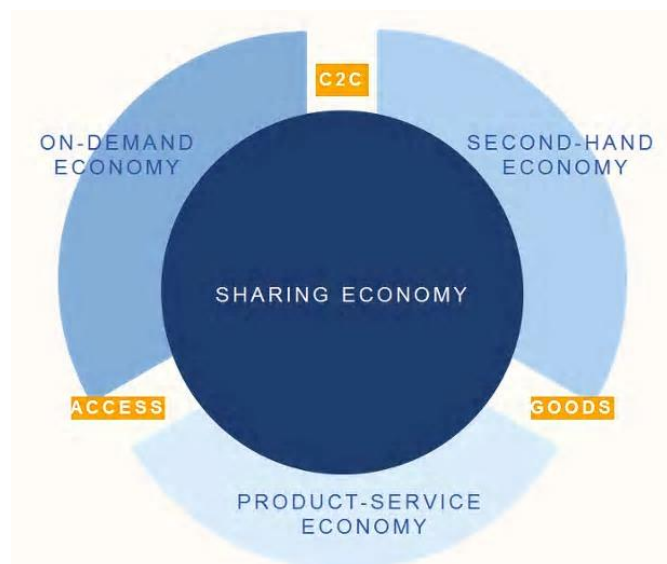 C2C
ON-DEMAND
ECONOMY
SECOND-HAND
ECONOMY
SHARING ECONOMY
ACCESS
GOODS
PRODUCT-SERVICE
ECONOMY